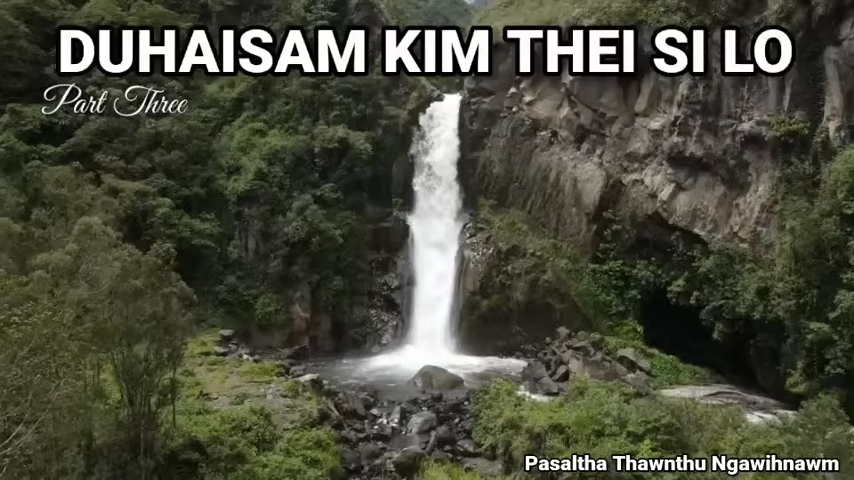 DUHAISAM KIM THEI SI LO
Part Three
Pasaltha Thawnthu Ngawihnawm